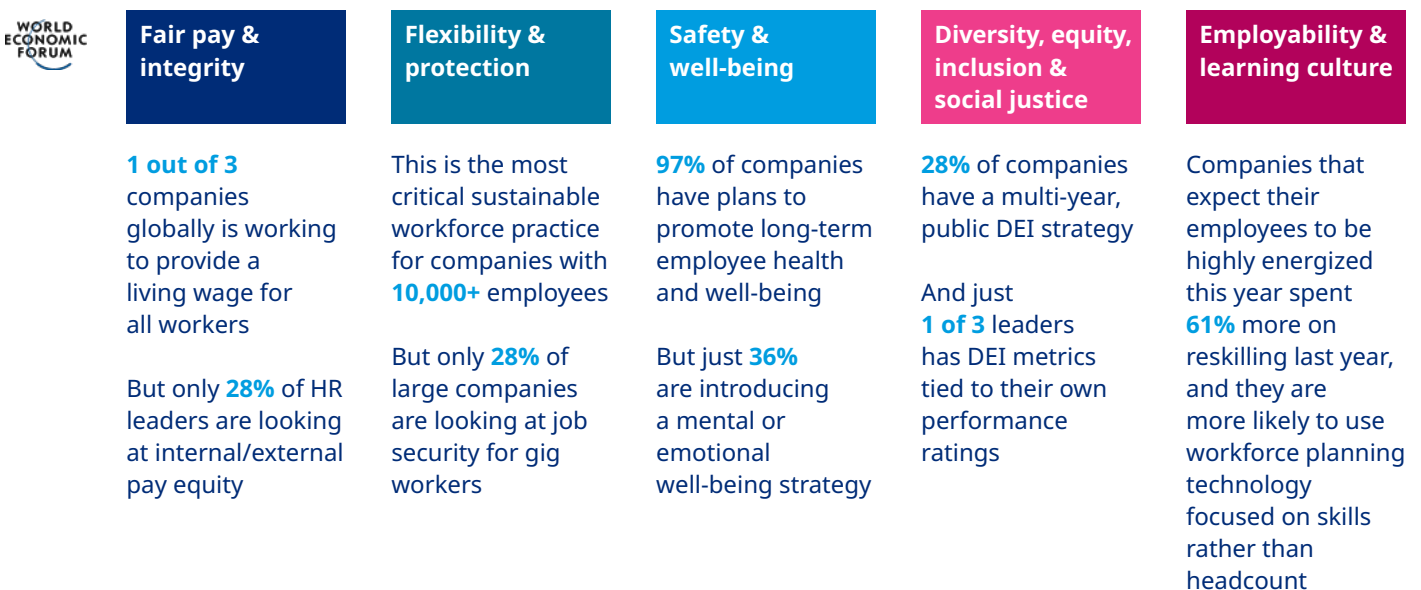 WORLD
ECONOMIC
FORUM
Fair pay &
integrity
1 out of 3
companies
globally is working
to provide a
living wage for
all workers
But only 28% of HR
leaders are looking
at internal/external
pay equity
Flexibility &
protection
This is the most
critical sustainable
workforce practice
for companies with
10,000+ employees
But only 28% of
large companies
are looking at job
security for gig
workers
Safety &
well-being
97% of companies
have plans to
promote long-term
employee health
and well-being
But just 36%
are introducing
a mental or
emotional
well-being strategy
Diversity, equity,
inclusion &
social justice
28% of companies
have a multi-year,
public DEI strategy
And just
1 of 3 leaders
has DEI metrics
tied to their own
performance
ratings
Employability &
learning culture
Companies that
expect their
employees to be
highly energized
this year spent
61% more on
reskilling last year,
and they are
more likely to use
workforce planning
technology
focused on skills
rather than
headcount